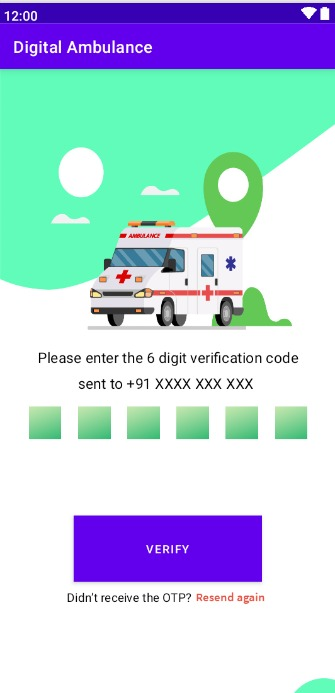 12:00
Digital Ambulance
AMBULANCE
Please enter the 6 digit verification code
sent to +91 XXXX XXX XXX
VERIFY
Didn't receive the OTP? Resend again